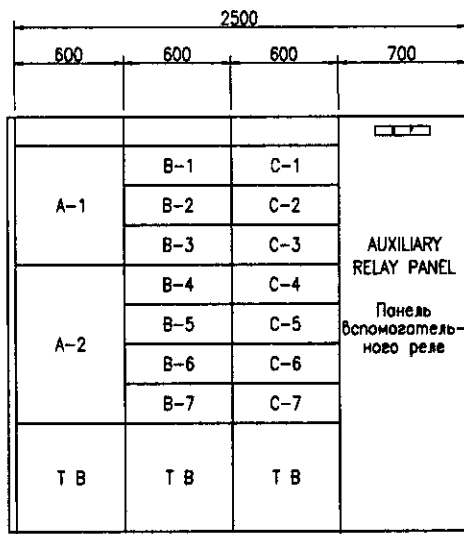 2500
600 600 600 700
B-1 C-1
A-1 B-2 C-2
B-3 C-3
AUXILIARY
RELAY PANEL
B-4 C-4
Панель
вспомогатель-
ного реле
B-5 C-5
A-2
B-6 C-6
B-7 C-7
T B T B T B